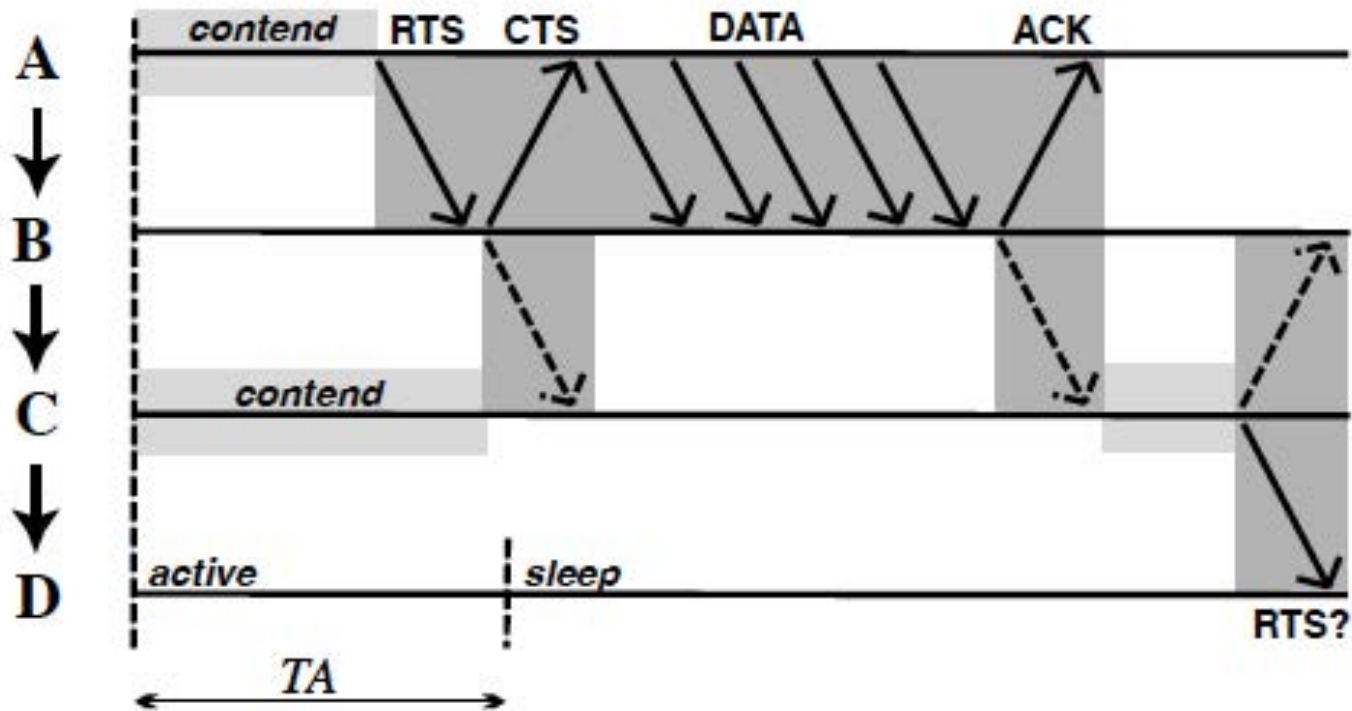 contend RTS CTS DATA ACK
A
B
contend
C
active sleep
D
RTS?
TA